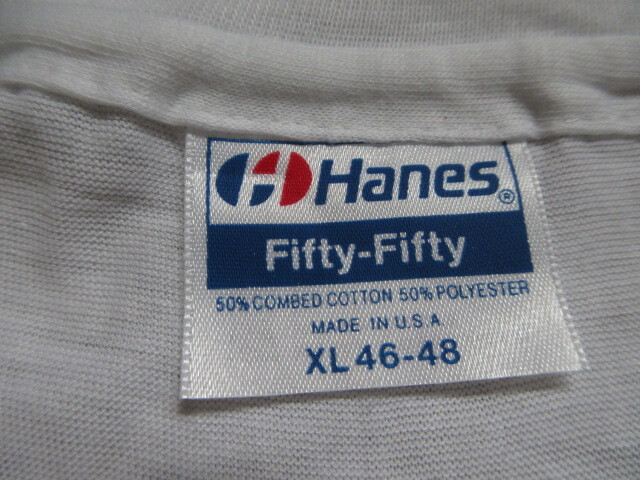 Hanes®
Fifty-Fifty
50% COMBED COTTON 50% POLYESTER
MADE IN U.S.A
XL 46-48